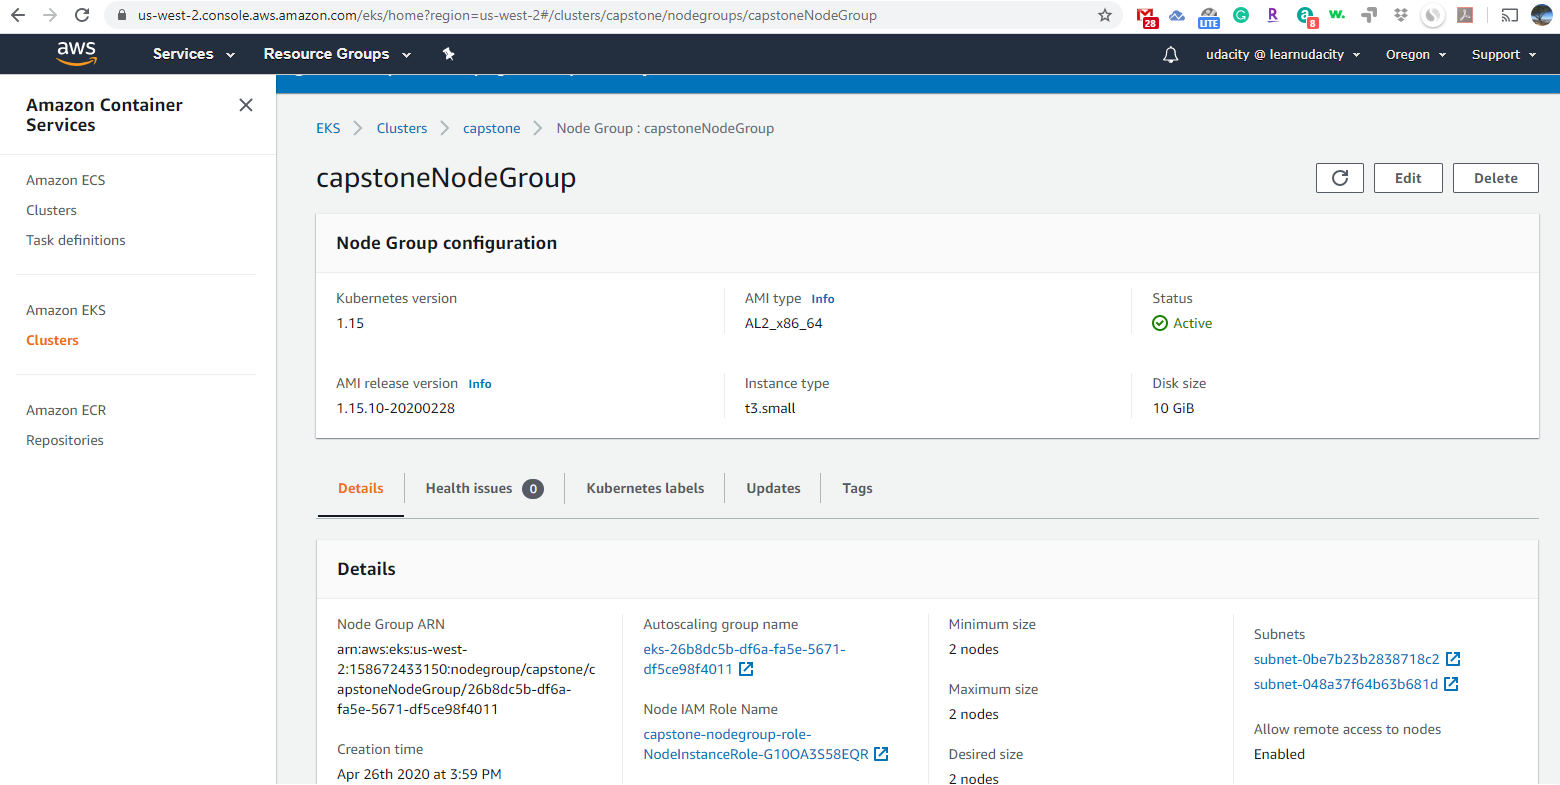 us-west-2.console.aws.amazon.com/eks/home?region=us-west-2#/clusters/capstone/nodegroups/capstoneNodeGroup
28
LITE
R
a
8
w.
aws
Services
Resource Groups
udacity @ learnudacity
Oregon
Support
Amazon Container
Services
Amazon ECS
Clusters
Task definitions
Amazon EKS
Clusters
Amazon ECR
Repositories
EKS > Clusters > capstone > Node Group : capstoneNodeGroup
capstoneNodeGroup
Edit
Delete
Node Group configuration
Kubernetes version
1.15
AMI type Info
AL2_x86_64
Status
Active
AMI release version Info
1.15.10-20200228
Instance type
t3.small
Disk size
10 GiB
Details
Health issues 0
Kubernetes labels
Updates
Tags
Details
Node Group ARN
arn:aws:eks:us-west-
2:158672433150:nodegroup/capstone/c
apstoneNodeGroup/26b8dc5b-df6a-
fa5e-5671-df5ce98f4011
Creation time
Apr 26th 2020 at 3:59 PM
Autoscaling group name
eks-26b8dc5b-df6a-fa5e-5671-
df5ce98f4011
Node IAM Role Name
capstone-nodegroup-role-
NodeInstanceRole-G10OA3S58EQR
Minimum size
2 nodes
Maximum size
2 nodes
Desired size
2 nodes
Subnets
subnet-0be7b23b2838718c2
subnet-048a37f64b63b681d
Allow remote access to nodes
Enabled